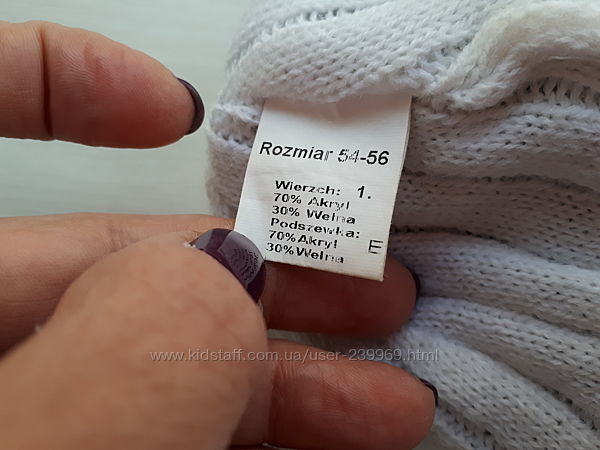 Rozmiar 54-56
Wierzch: 1.
70% Akryl
30% Wełna
Podszewka:
70% Akryl
30% Wełna E
www.kidstaff.com.ua/user-239969.html